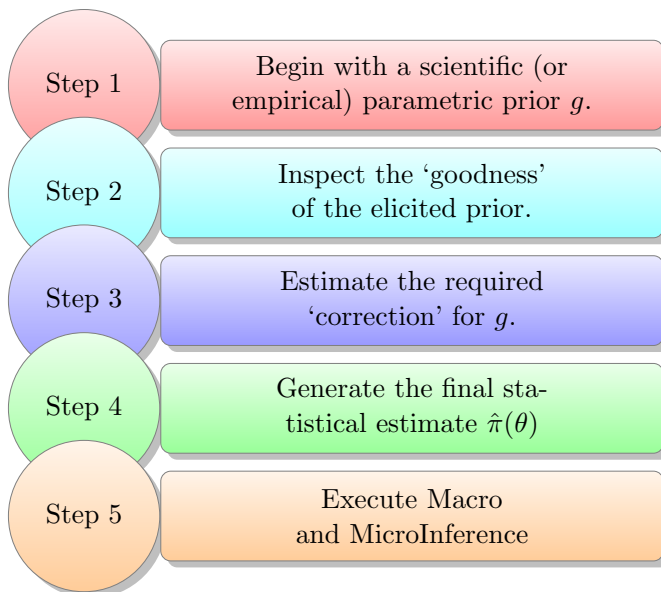 Step 1
Begin with a scientific (or
empirical) parametric prior g.
Step 2
Inspect the ‘goodness’
of the elicited prior.
Step 3
Estimate the required
‘correction’ for g.
Step 4
Generate the final sta-
tistical estimate π̂(θ)
Step 5
Execute Macro
and MicroInference